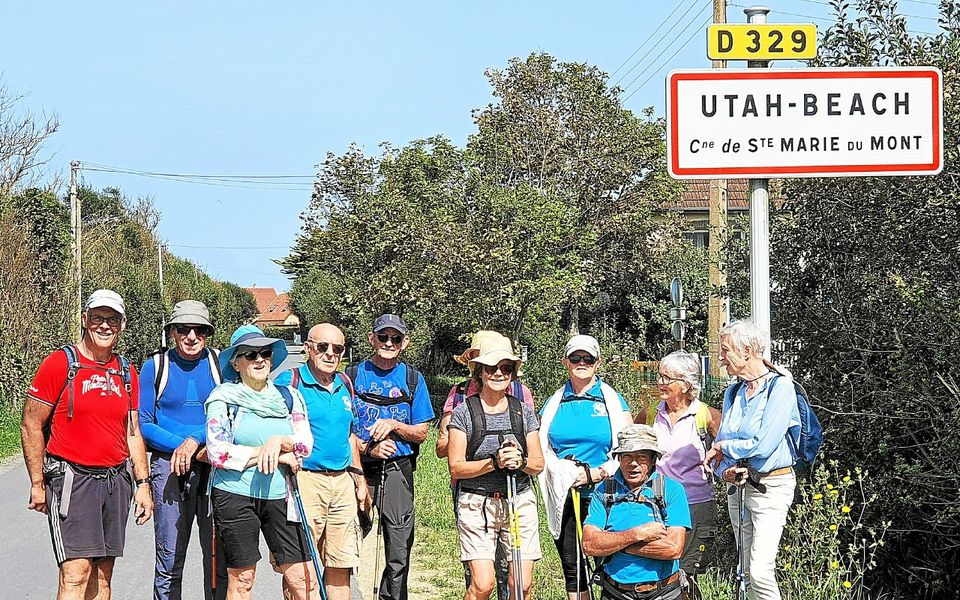 D 329
UTAH-BEACH
Cne de STE MARIE DU MONT